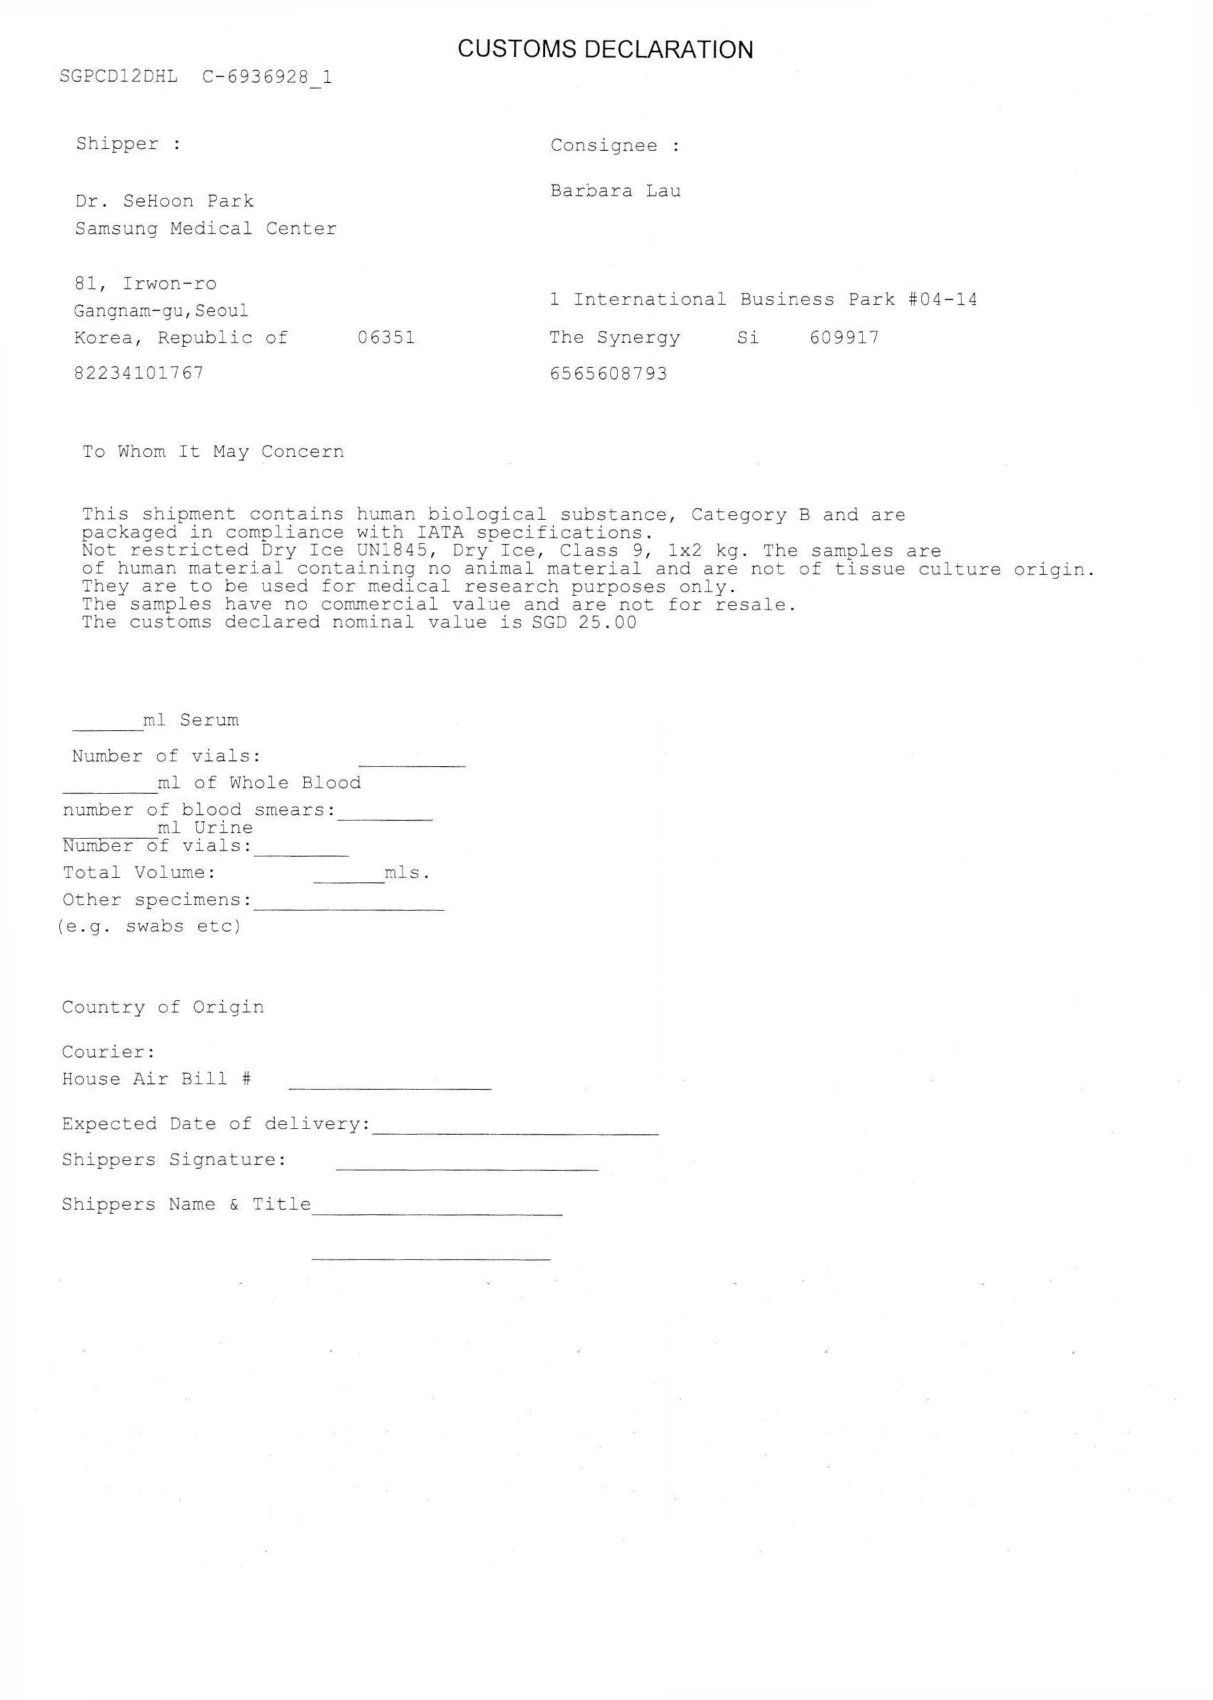 CUSTOMS DECLARATION
SGPCD12DHL C-6936928_1
Shipper :
Consignee :
Barbara Lau
Dr. SeHoon Park
Samsung Medical Center
81, Irwon-ro
Gangnam-gu,Seoul
1 International Business Park #04-14
Korea, Republic of 06351
The Synergy Si 609917
82234101767
6565608793
To Whom It May Concern
This shipment contains human biological substance, Category B and are
packaged in compliance with IATA specifications.
Not restricted Dry Ice UN1845, Dry Ice, Class 9, 1x2 kg. The samples are
of human material containing no animal material and are not of tissue culture origin.
They are to be used for medical research purposes only.
The samples have no commercial value and are not for resale.
The customs declared nominal value is SGD 25.00
______ml Serum
Number of vials: _________
________ml of Whole Blood
number of blood smears:________
________ml Urine
Number of vials:________
Total Volume: ______mls.
Other specimens:________________
(e.g. swabs etc)
Country of Origin
Courier:
House Air Bill # _________________
Expected Date of delivery:________________________
Shippers Signature: ______________________
Shippers Name & Title_____________________
____________________